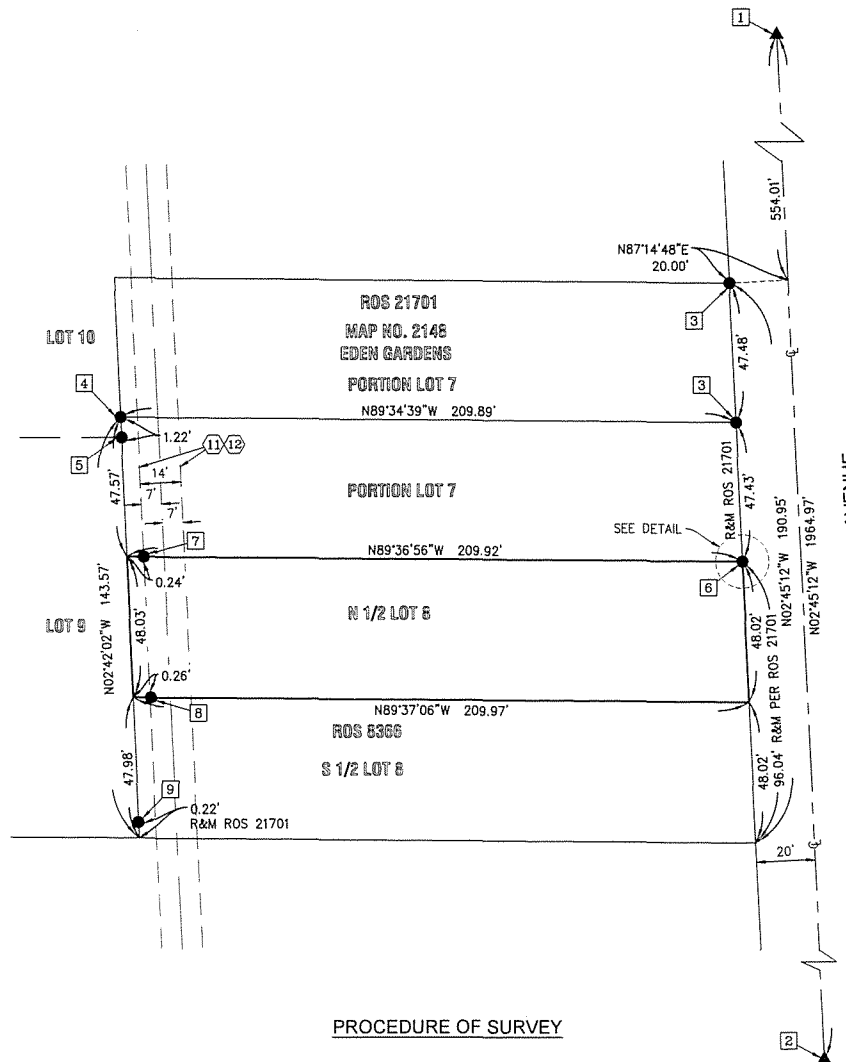 1
554.01'
N87°14'48"E
20.00'
3
ROS 21701
MAP NO. 2148
EDEN GARDENS
PORTION LOT 7
LOT 10
47.48'
4
N89°34'39"W 209.89'
3
5
1.22'
11 12
14'
7'
7'
47.57'
PORTION LOT 7
R&M ROS 21701
47.43'
SEE DETAIL
AVENUE
N89°36'56"W 209.92'
7
0.24'
6
N02°45'12"W 190.95'
N02°45'12"W 1964.97'
LOT 9
N02°42'02"W 143.57'
48.03'
N 1/2 LOT 8
48.02'
0.26'
8
N89°37'06"W 209.97'
ROS 8366
S 1/2 LOT 8
47.98'
9
0.22'
R&M ROS 21701
48.02'
96.04' R&M PER ROS 21701
20'
PROCEDURE OF SURVEY
2